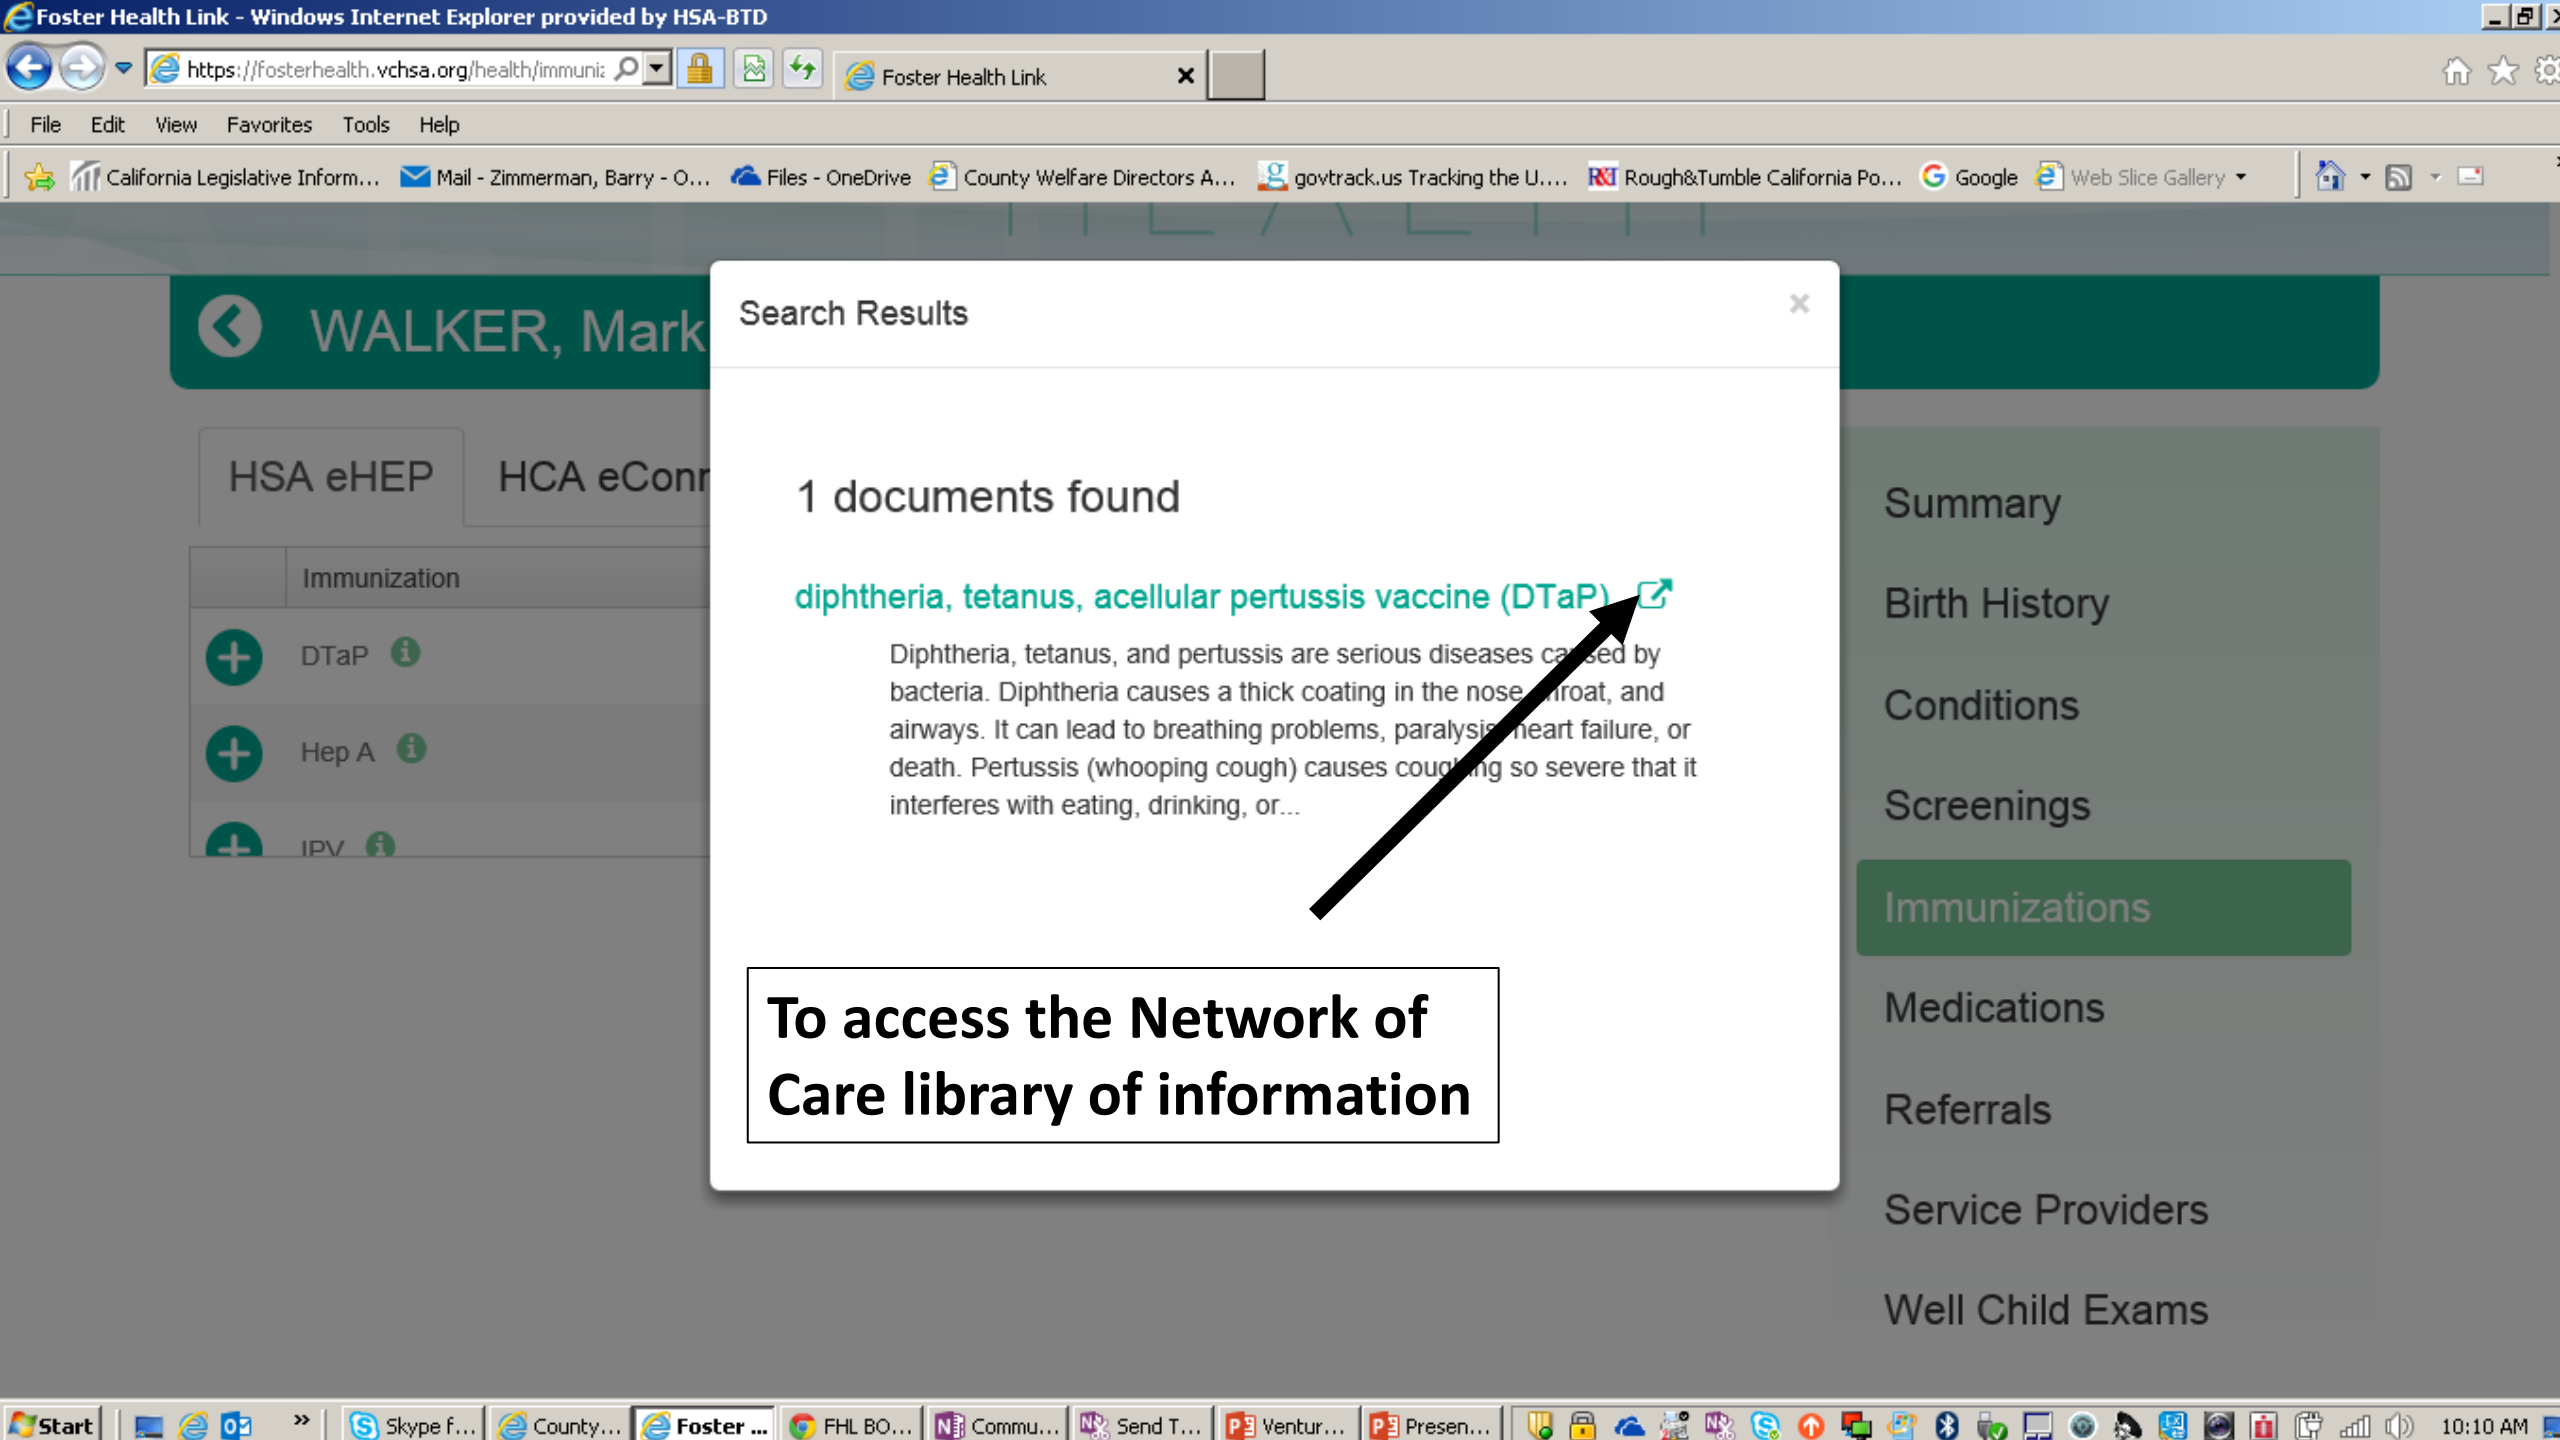 Foster Health Link - Windows Internet Explorer provided by HSA-BTD
https://fosterhealth.vchsa.org/health/immuni
Foster Health Link
File Edit View Favorites Tools Help
California Legislative Inform... Mail - Zimmerman, Barry - O... Files - OneDrive County Welfare Directors A... govtrack.us Tracking the U.... R&T Rough&Tumble California Po... Google Web Slice Gallery
HEALTH
WALKER, Mark
Search Results
HSA eHEP HCA eConn
1 documents found
Immunization
diphtheria, tetanus, acellular pertussis vaccine (DTaP)
DTaP
Diphtheria, tetanus, and pertussis are serious diseases caused by
bacteria. Diphtheria causes a thick coating in the nose, throat, and
airways. It can lead to breathing problems, paralysis, heart failure, or
death. Pertussis (whooping cough) causes coughing so severe that it
interferes with eating, drinking, or...
Hep A
IPV
To access the Network of
Care library of information
Summary
Birth History
Conditions
Screenings
Immunizations
Medications
Referrals
Service Providers
Well Child Exams
Start Skype f... County... Foster ... FHL BO... Commu... Send T... Ventur... Presen... 10:10 AM